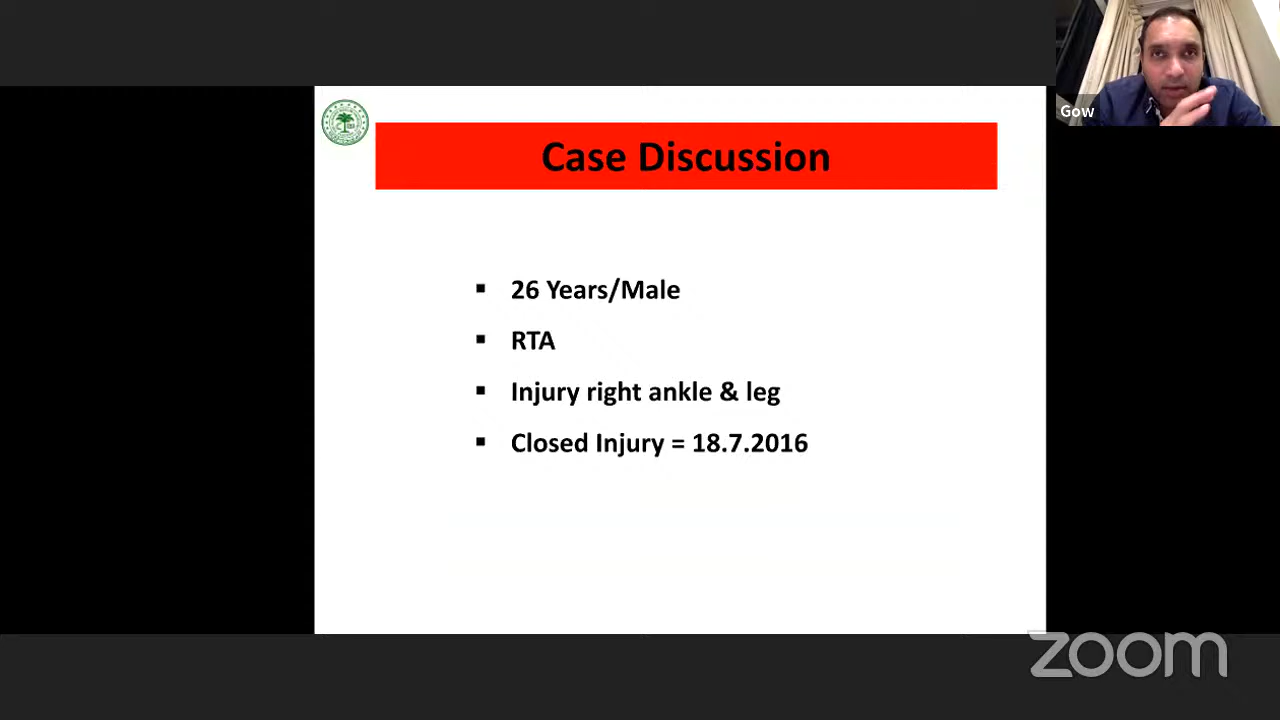 Gow
Case Discussion
26 Years/Male
RTA
Injury right ankle & leg
Closed Injury = 18.7.2016
zoom